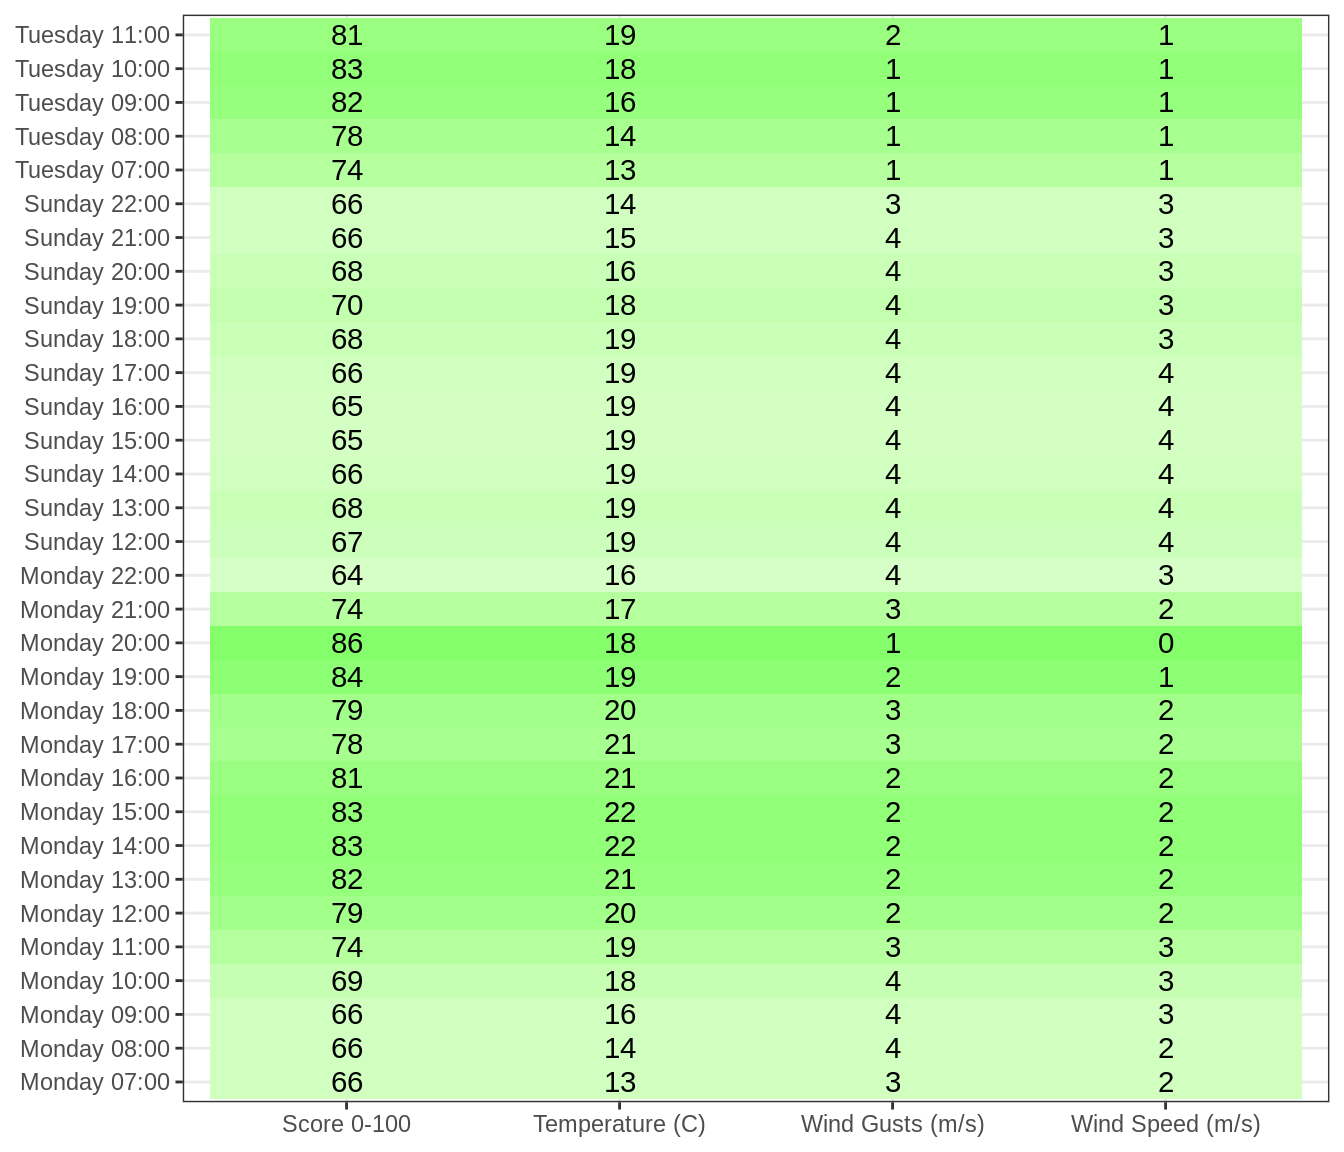 Tuesday 11:00 81 19 2 1
Tuesday 10:00 83 18 1 1
Tuesday 09:00 82 16 1 1
Tuesday 08:00 78 14 1 1
Tuesday 07:00 74 13 1 1
Sunday 22:00 66 14 3 3
Sunday 21:00 66 15 4 3
Sunday 20:00 68 16 4 3
Sunday 19:00 70 18 4 3
Sunday 18:00 68 19 4 3
Sunday 17:00 66 19 4 4
Sunday 16:00 65 19 4 4
Sunday 15:00 65 19 4 4
Sunday 14:00 66 19 4 4
Sunday 13:00 68 19 4 4
Sunday 12:00 67 19 4 4
Monday 22:00 64 16 4 3
Monday 21:00 74 17 3 2
Monday 20:00 86 18 1 0
Monday 19:00 84 19 2 1
Monday 18:00 79 20 3 2
Monday 17:00 78 21 3 2
Monday 16:00 81 21 2 2
Monday 15:00 83 22 2 2
Monday 14:00 83 22 2 2
Monday 13:00 82 21 2 2
Monday 12:00 79 20 2 2
Monday 11:00 74 19 3 3
Monday 10:00 69 18 4 3
Monday 09:00 66 16 4 3
Monday 08:00 66 14 4 2
Monday 07:00 66 13 3 2
Score 0-100 Temperature (C) Wind Gusts (m/s) Wind Speed (m/s)